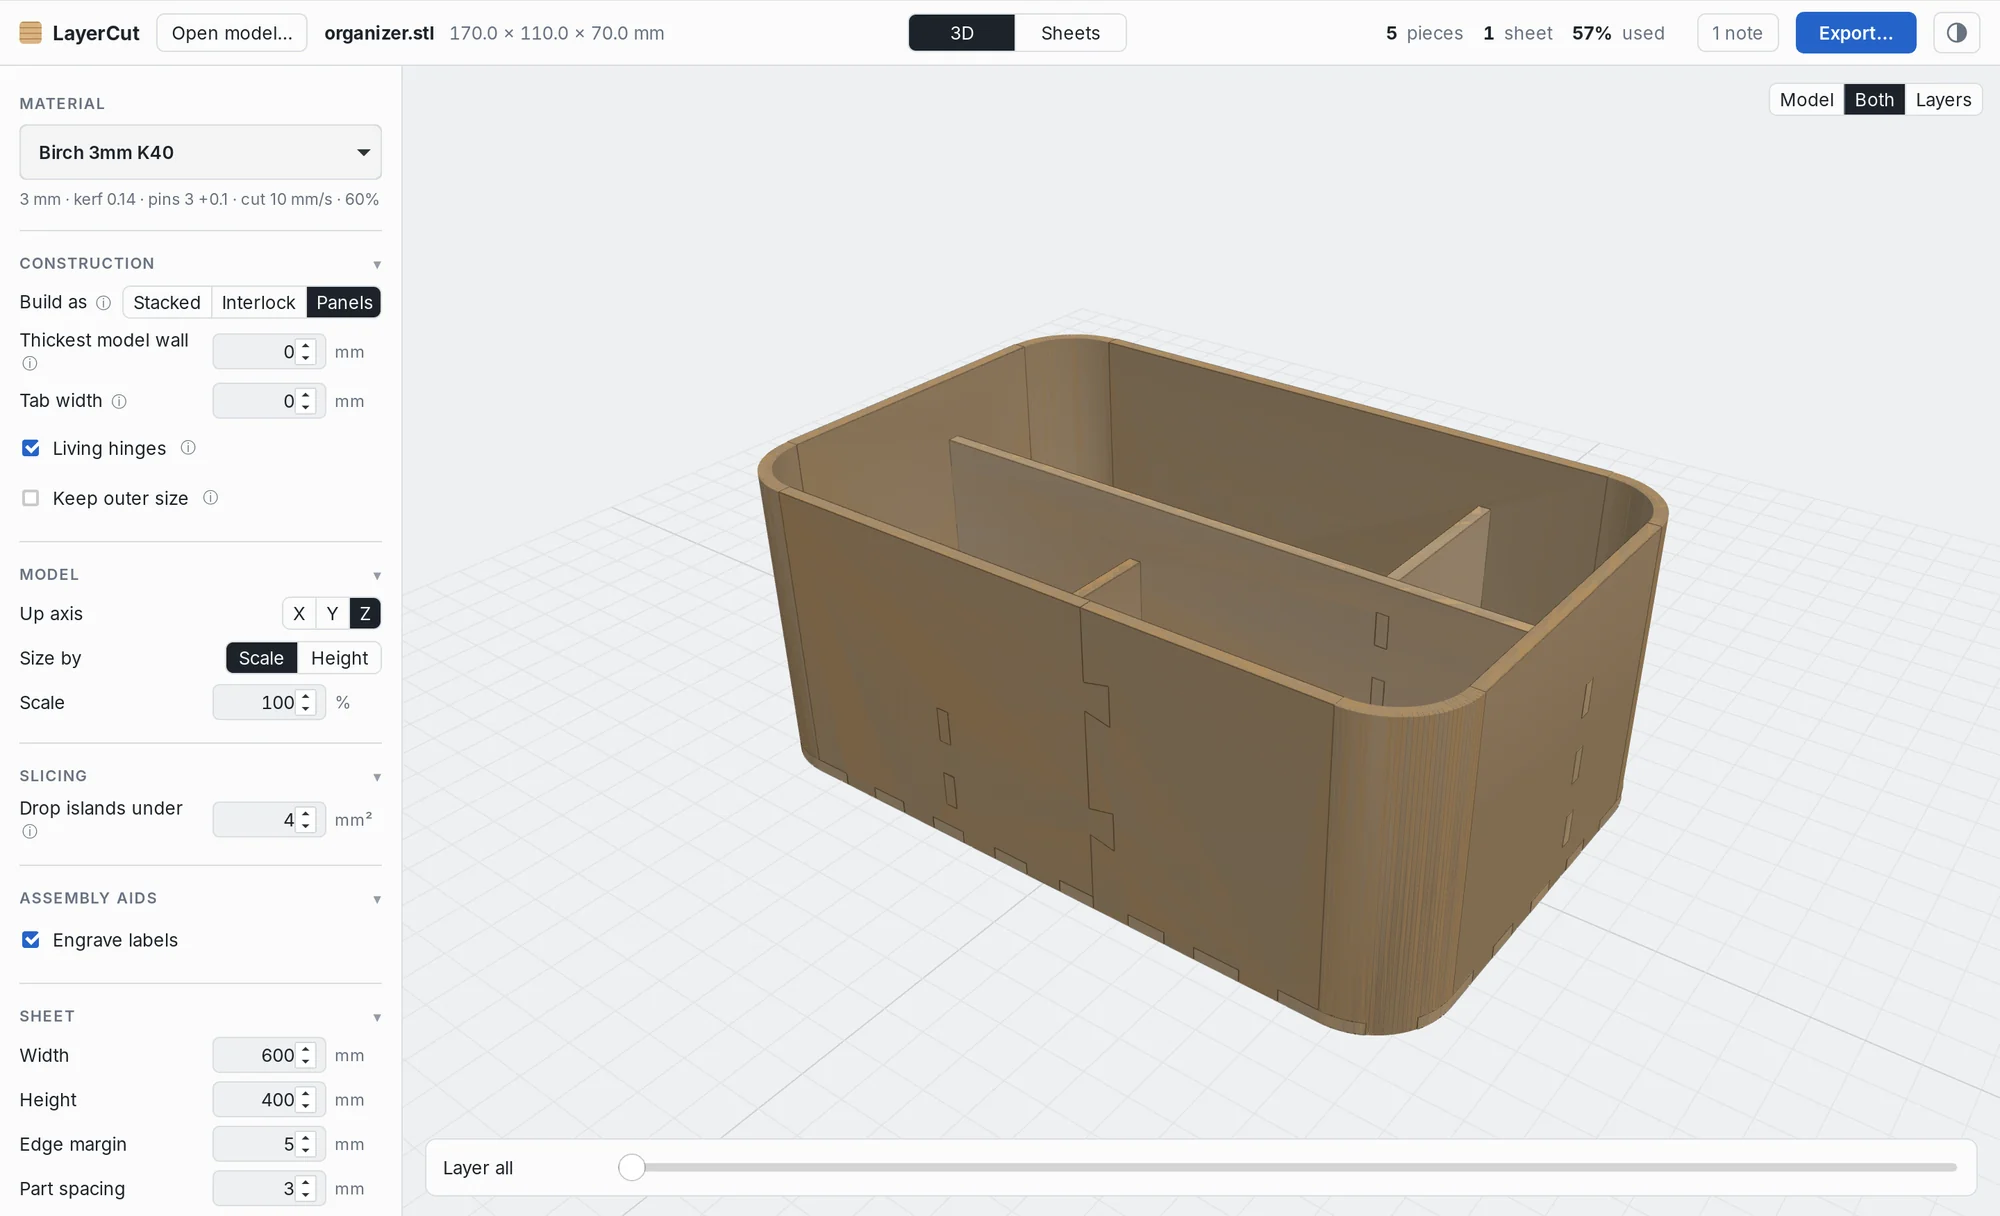 LayerCut Open model... organizer.stl 170.0 × 110.0 × 70.0 mm 3D Sheets 5 pieces 1 sheet 57% used 1 note Export...
Model Both Layers
MATERIAL
Birch 3mm K40
3 mm · kerf 0.14 · pins 3 +0.1 · cut 10 mm/s · 60%
CONSTRUCTION
Build as Stacked Interlock Panels
Thickest model wall 0 mm
Tab width 0 mm
Living hinges
Keep outer size
MODEL
Up axis X Y Z
Size by Scale Height
Scale 100 %
SLICING
Drop islands under 4 mm²
ASSEMBLY AIDS
Engrave labels
SHEET
Width 600 mm
Height 400 mm
Edge margin 5 mm
Part spacing 3 mm
Layer all